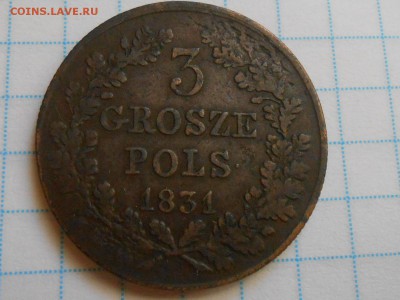 COINS.LAVE.RU
3
GROSZE
POLS
1831